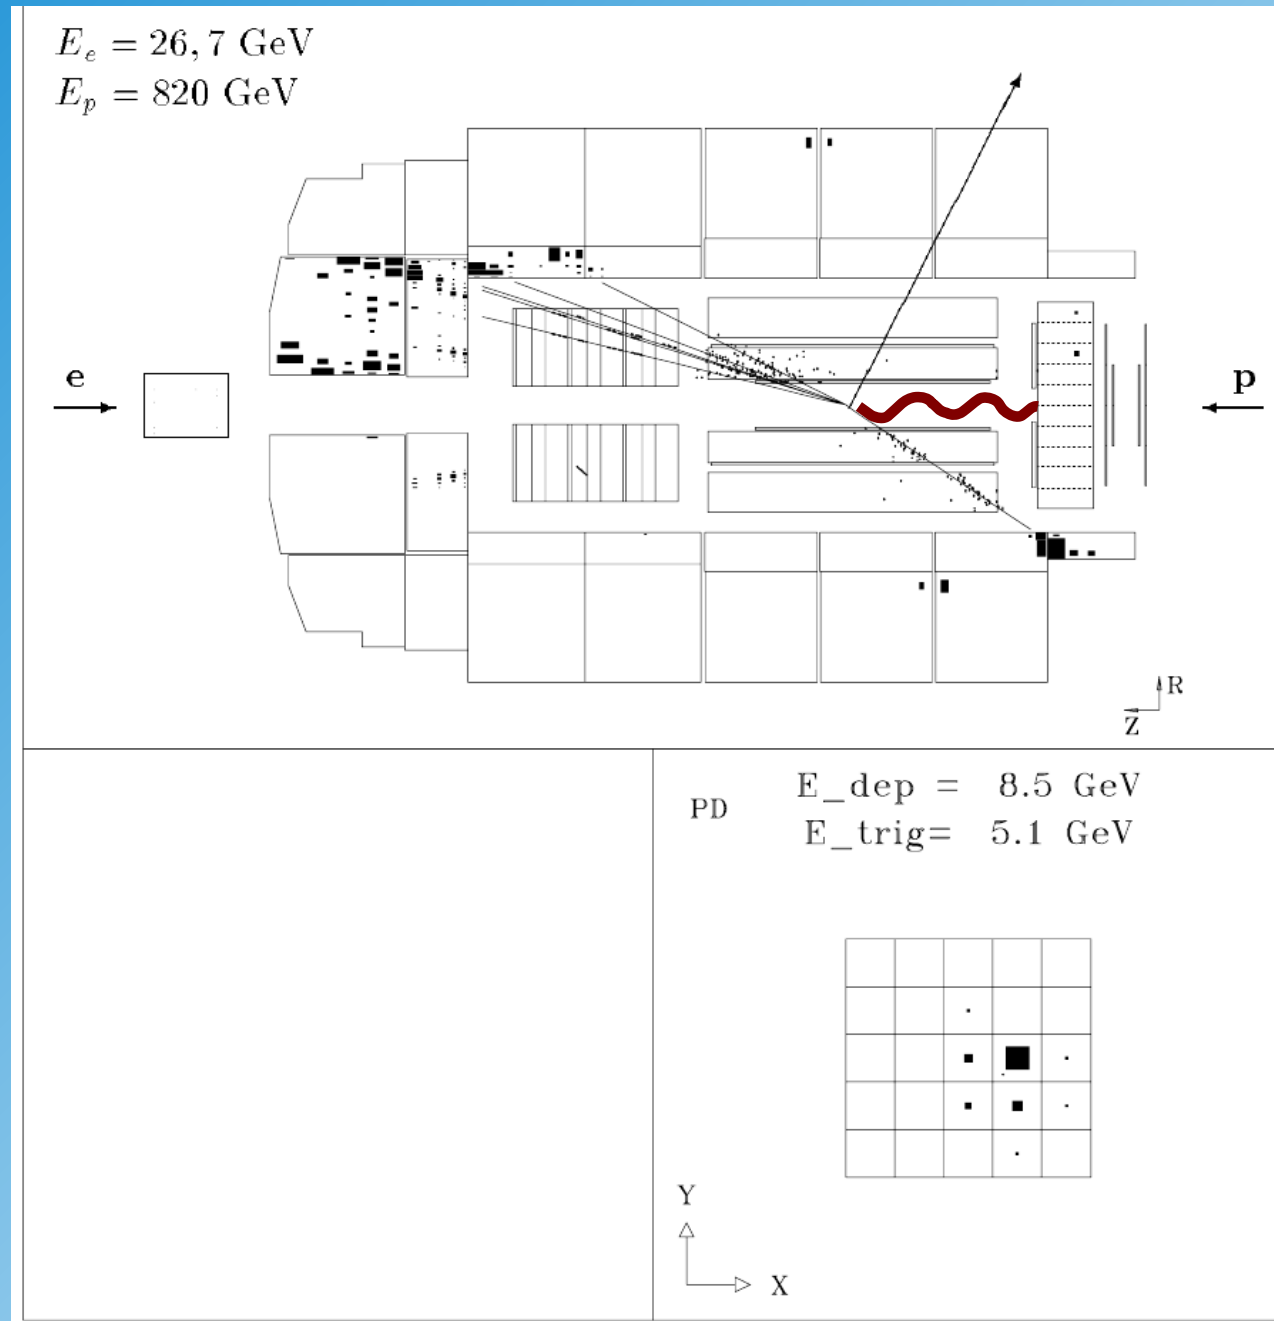 E_e = 26, 7 GeV
E_p = 820 GeV
e
p
R
Z
PD
E_dep = 8.5 GeV
E_trig= 5.1 GeV
Y
X